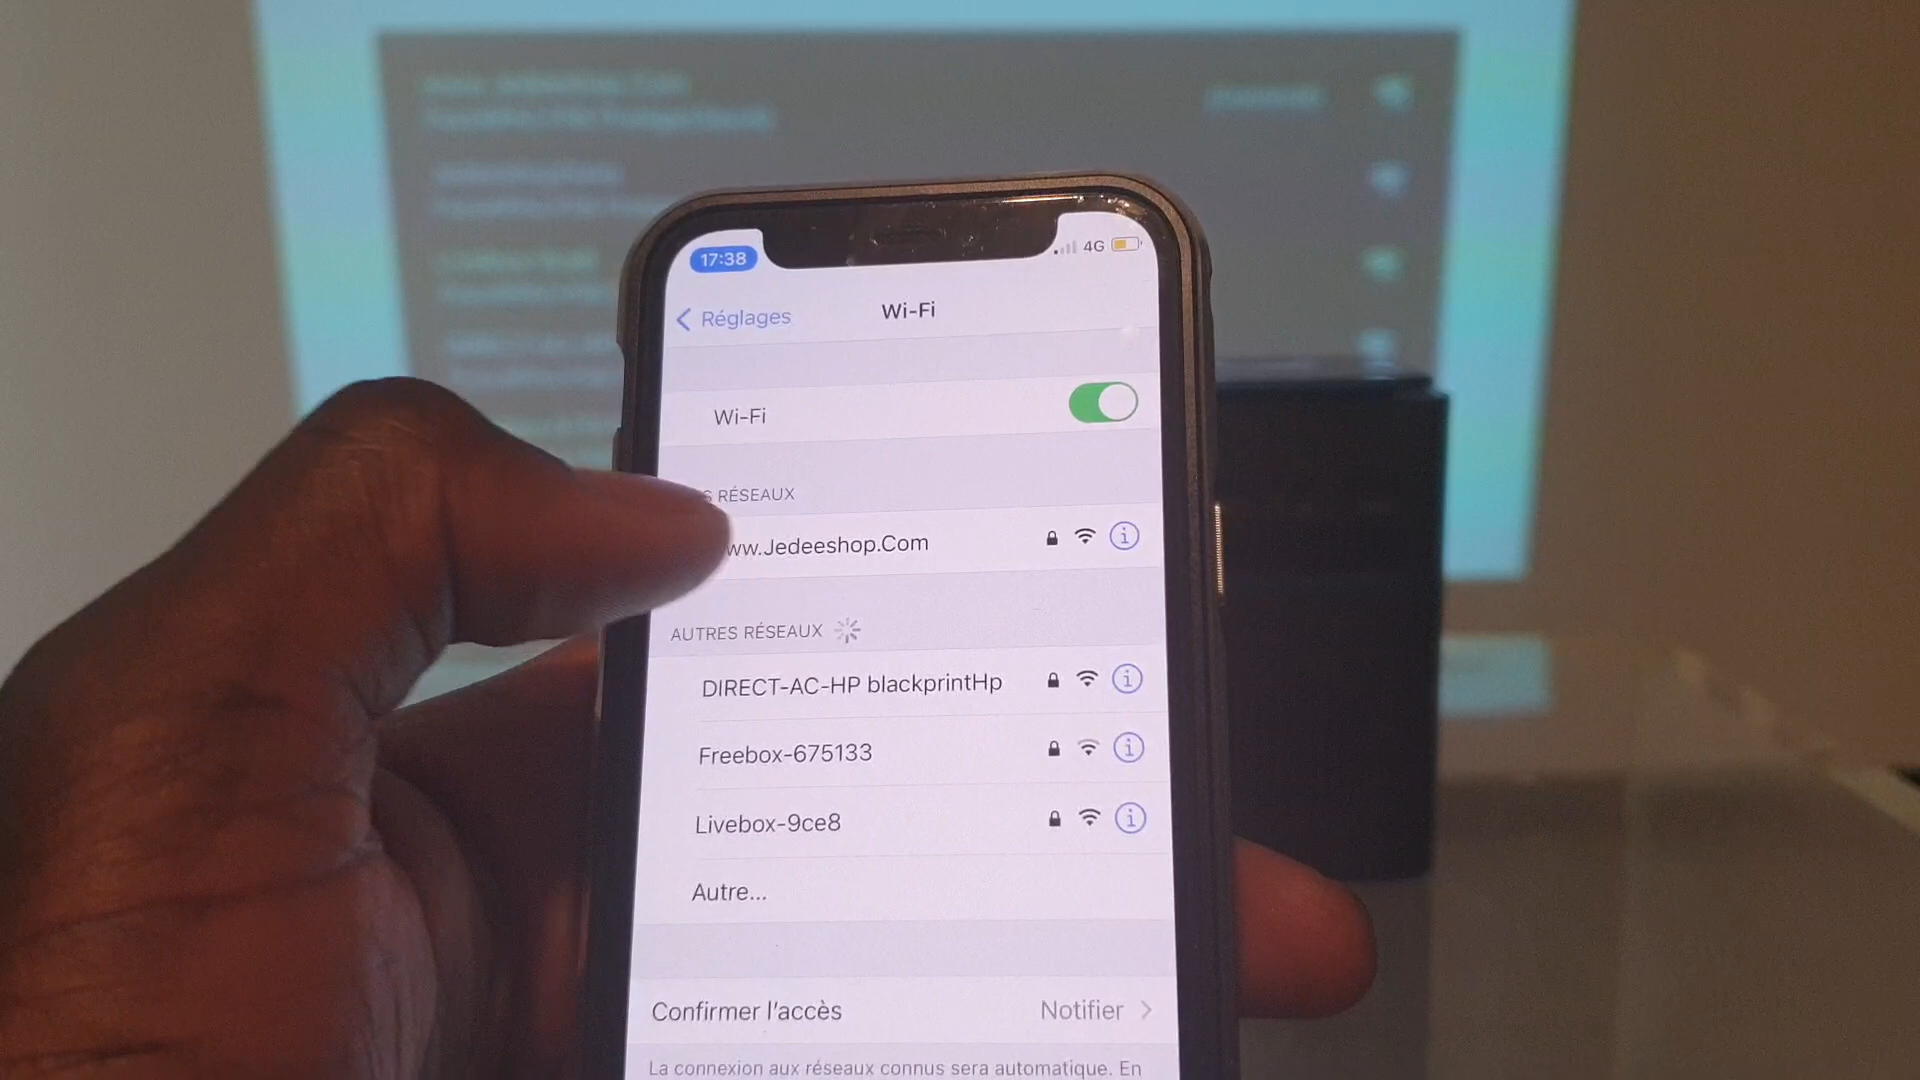 17:38
4G
Réglages
Wi-Fi
Wi-Fi
RÉSEAUX
ww.Jedeeshop.Com
AUTRES RÉSEAUX
DIRECT-AC-HP blackprintHp
Freebox-675133
Livebox-9ce8
Autre...
Confirmer l'accès
Notifier
La connexion aux réseaux connus sera automatique. En